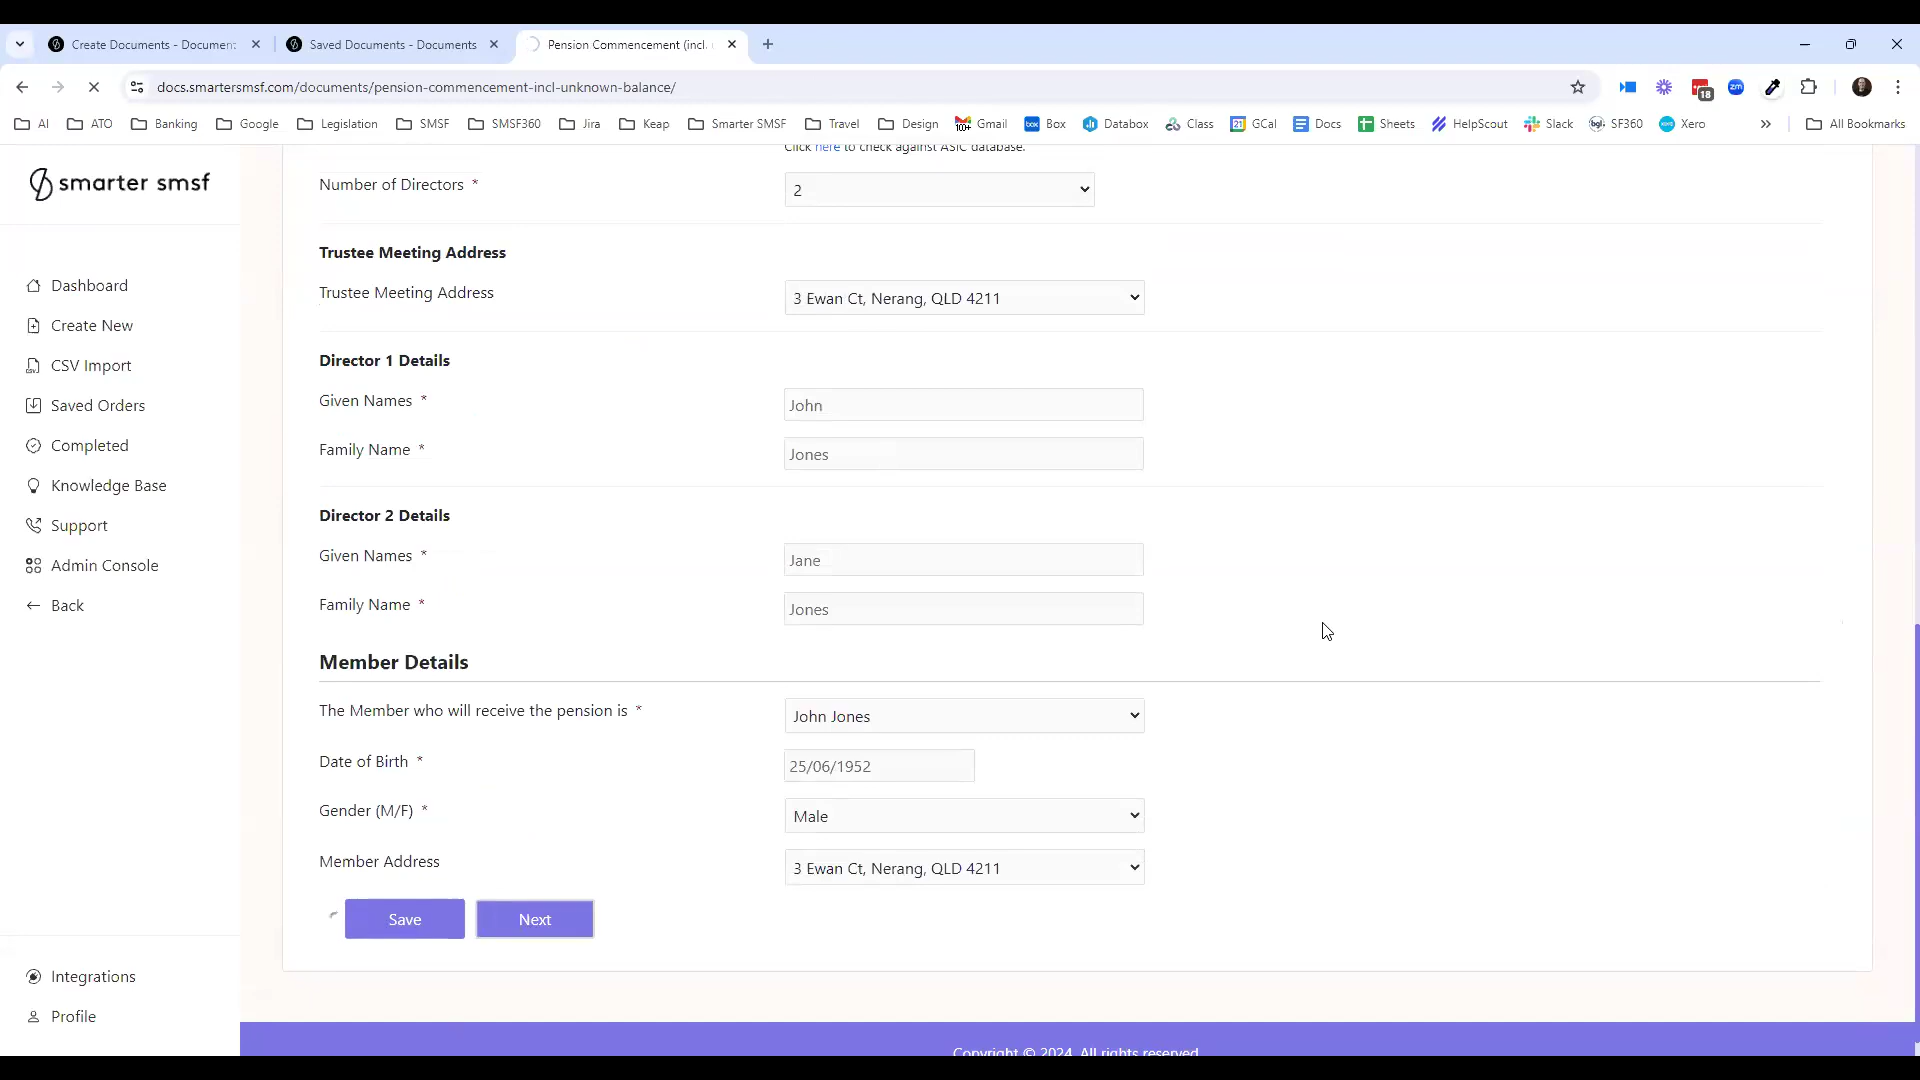 Create Documents - Document
Saved Documents - Documents
Pension Commencement (incl.
docs.smartersmsf.com/documents/pension-commencement-incl-unknown-balance/
18
zm
AI
ATO
Banking
Google
Legislation
SMSF
SMSF360
Jira
Keap
Smarter SMSF
Travel
Design
100+ Gmail
box Box
Databox
Class
21 GCal
Docs
Sheets
HelpScout
Slack
bgl SF360
xero Xero
All Bookmarks
smarter smsf
Dashboard
Create New
CSV Import
Saved Orders
Completed
Knowledge Base
Support
Admin Console
Back
Integrations
Profile
Click here to check against ASIC database.
Number of Directors *
2
Trustee Meeting Address
Trustee Meeting Address
3 Ewan Ct, Nerang, QLD 4211
Director 1 Details
Given Names *
John
Family Name *
Jones
Director 2 Details
Given Names *
Jane
Family Name *
Jones
Member Details
The Member who will receive the pension is *
John Jones
Date of Birth *
25/06/1952
Gender (M/F) *
Male
Member Address
3 Ewan Ct, Nerang, QLD 4211
Save
Next
Copyright © 2024. All rights reserved